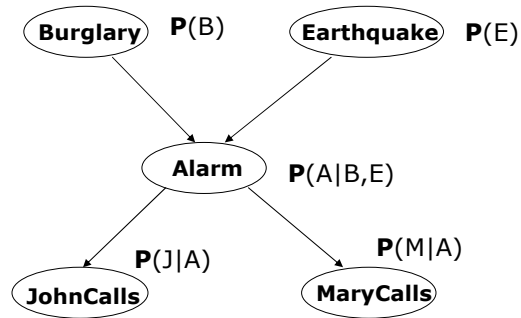 Burglary P(B)
Earthquake P(E)
Alarm
P(A|B,E)
P(J|A)
P(M|A)
JohnCalls
MaryCalls